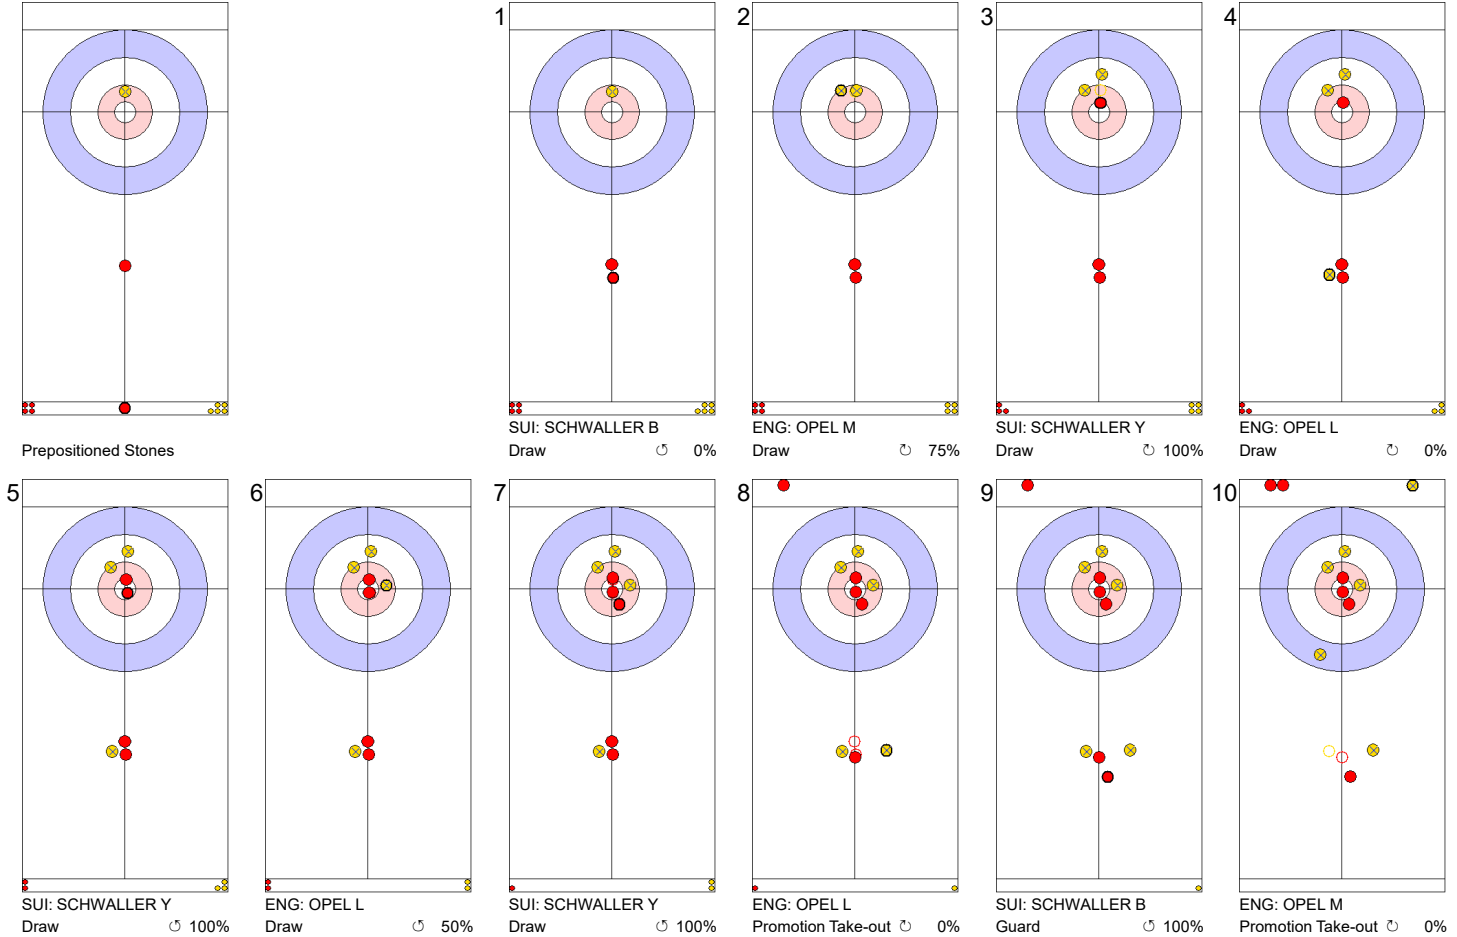 1
2
3
4
Prepositioned Stones
SUI: SCHWALLER B
Draw ↺ 0%
ENG: OPEL M
Draw ↻ 75%
SUI: SCHWALLER Y
Draw ↻ 100%
ENG: OPEL L
Draw ↻ 0%
5
6
7
8
9
10
SUI: SCHWALLER Y
Draw ↺ 100%
ENG: OPEL L
Draw ↺ 50%
SUI: SCHWALLER Y
Draw ↺ 100%
ENG: OPEL L
Promotion Take-out ↻ 0%
SUI: SCHWALLER B
Guard ↺ 100%
ENG: OPEL M
Promotion Take-out ↻ 0%